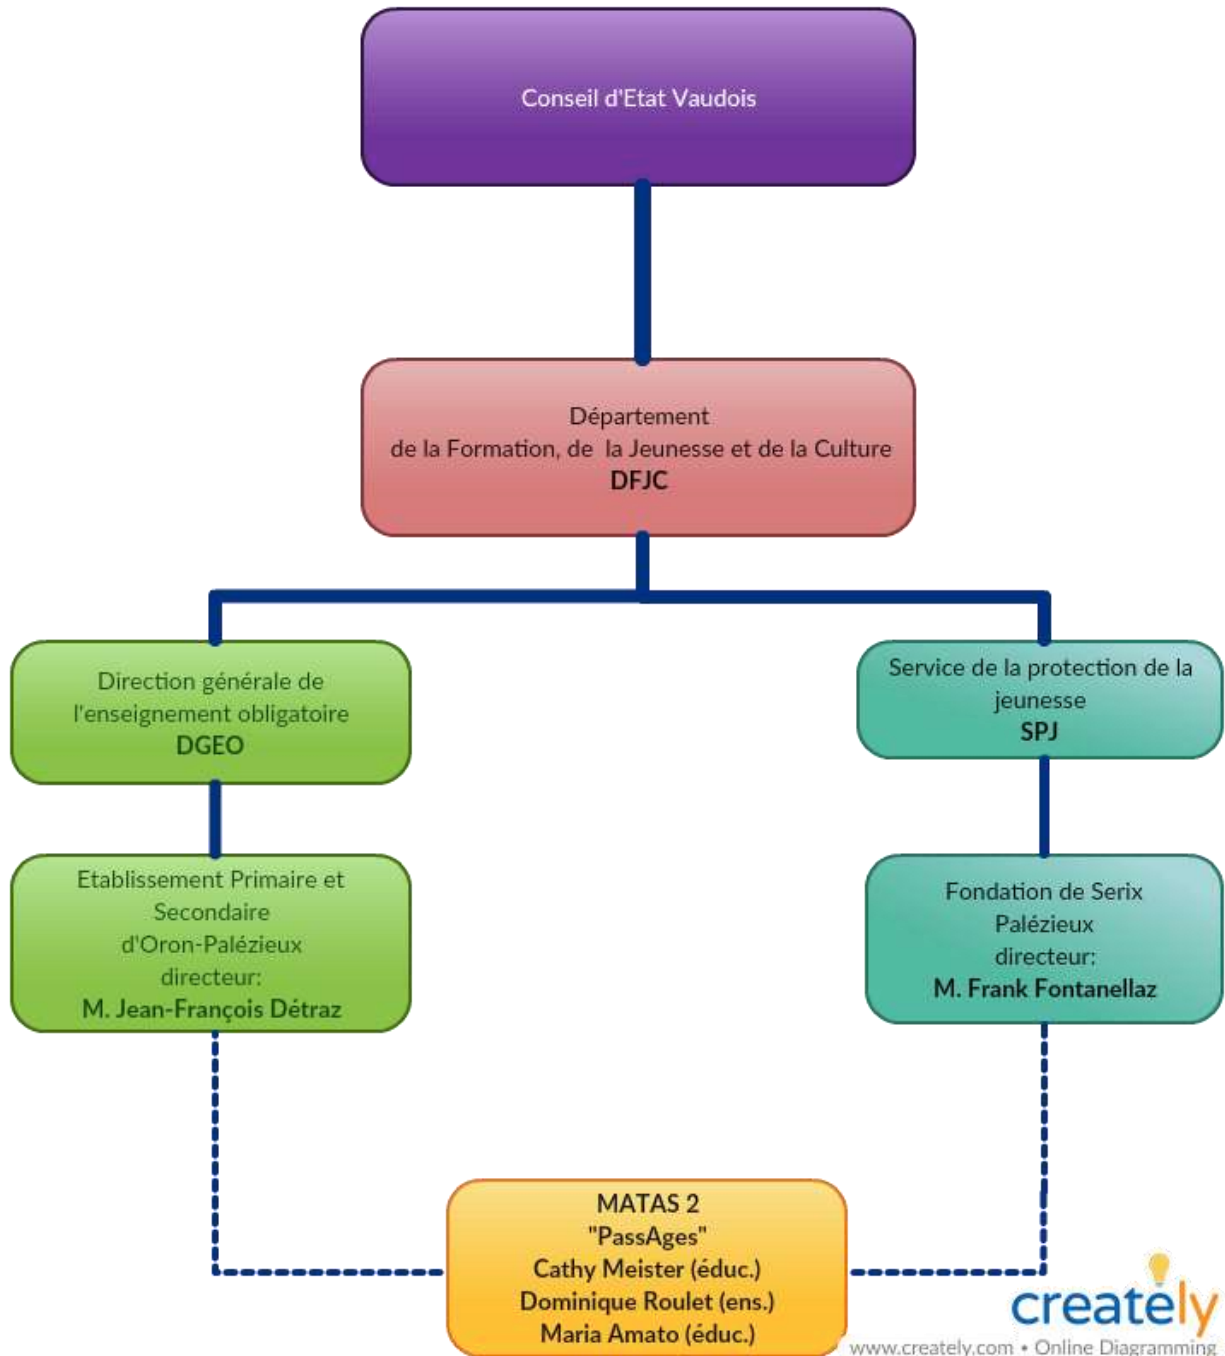 Conseil d'Etat Vaudois
Département
de la Formation, de la Jeunesse et de la Culture
DFJC
Direction générale de
l'enseignement obligatoire
DGEO
Service de la protection de la
jeunesse
SPJ
Etablissement Primaire et
Secondaire
d'Oron-Palézieux
directeur:
M. Jean-François Détraz
Fondation de Serix
Palézieux
directeur:
M. Frank Fontanellaz
MATAS 2
"PassAges"
Cathy Meister (éduc.)
Dominique Roulet (ens.)
Maria Amato (éduc.)
creately
www.creately.com • Online Diagramming